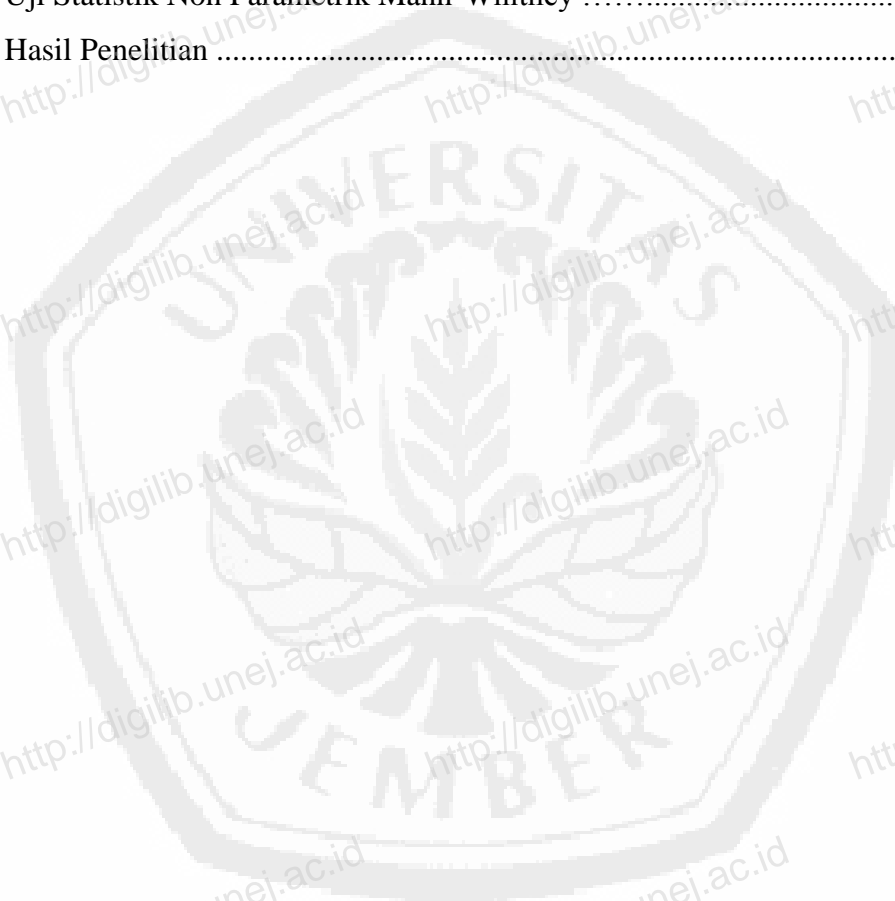 Uji Statistik Non Parametrik Mann-Whitney ……................................
Hasil Penelitian .....................................................................................
http://digilib.unej.ac.id
http://digilib.unej.ac.id
UNIVERSITAS
http://digilib.unej.ac.id
http://digilib.unej.ac.id
http://digilib.unej.ac.id
http://digilib.unej.ac.id
http://digilib.unej.ac.id
http://digilib.unej.ac.id
JEMBER